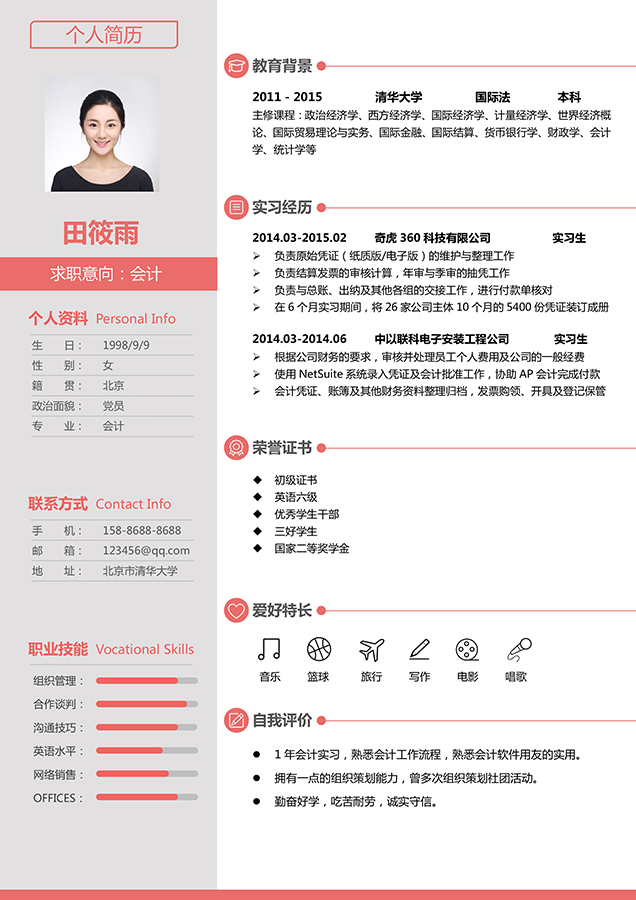 个人简历
田筱雨
求职意向：会计
个人资料 Personal Info
生 日： 1998/9/9
性 别： 女
籍 贯： 北京
政治面貌： 党员
专 业： 会计
联系方式 Contact Info
手 机： 158-8688-8688
邮 箱： 123456@qq.com
地 址： 北京市清华大学
职业技能 Vocational Skills
组织管理：
合作谈判：
沟通技巧：
英语水平：
网络销售：
OFFICES：
教育背景
2011 - 2015 清华大学 国际法 本科
主修课程：政治经济学、西方经济学、国际经济学、计量经济学、世界经济概
论、国际贸易理论与实务、国际金融、国际结算、货币银行学、财政学、会计
学、统计学等
实习经历
2014.03-2015.02 奇虎 360 科技有限公司 实习生
➢ 负责原始凭证（纸质版/电子版）的维护与整理工作
➢ 负责结算发票的审核计算，年审与季审的抽凭工作
➢ 负责与总账、出纳及其他各组的交接工作，进行付款单核对
➢ 在 6 个月实习期间，将 26 家公司主体 10 个月的 5400 份凭证装订成册
2014.03-2014.06 中以联科电子安装工程公司 实习生
➢ 根据公司财务的要求，审核并处理员工个人费用及公司的一般经费
➢ 使用 NetSuite 系统录入凭证及会计批准工作，协助 AP 会计完成付款
➢ 会计凭证、账簿及其他财务资料整理归档，发票购领、开具及登记保管
荣誉证书
◆ 初级证书
◆ 英语六级
◆ 优秀学生干部
◆ 三好学生
◆ 国家二等奖学金
爱好特长
音乐 篮球 旅行 写作 电影 唱歌
自我评价
● 1 年会计实习，熟悉会计工作流程，熟悉会计软件用友的实用。
● 拥有一点的组织策划能力，曾多次组织策划社团活动。
● 勤奋好学，吃苦耐劳，诚实守信。